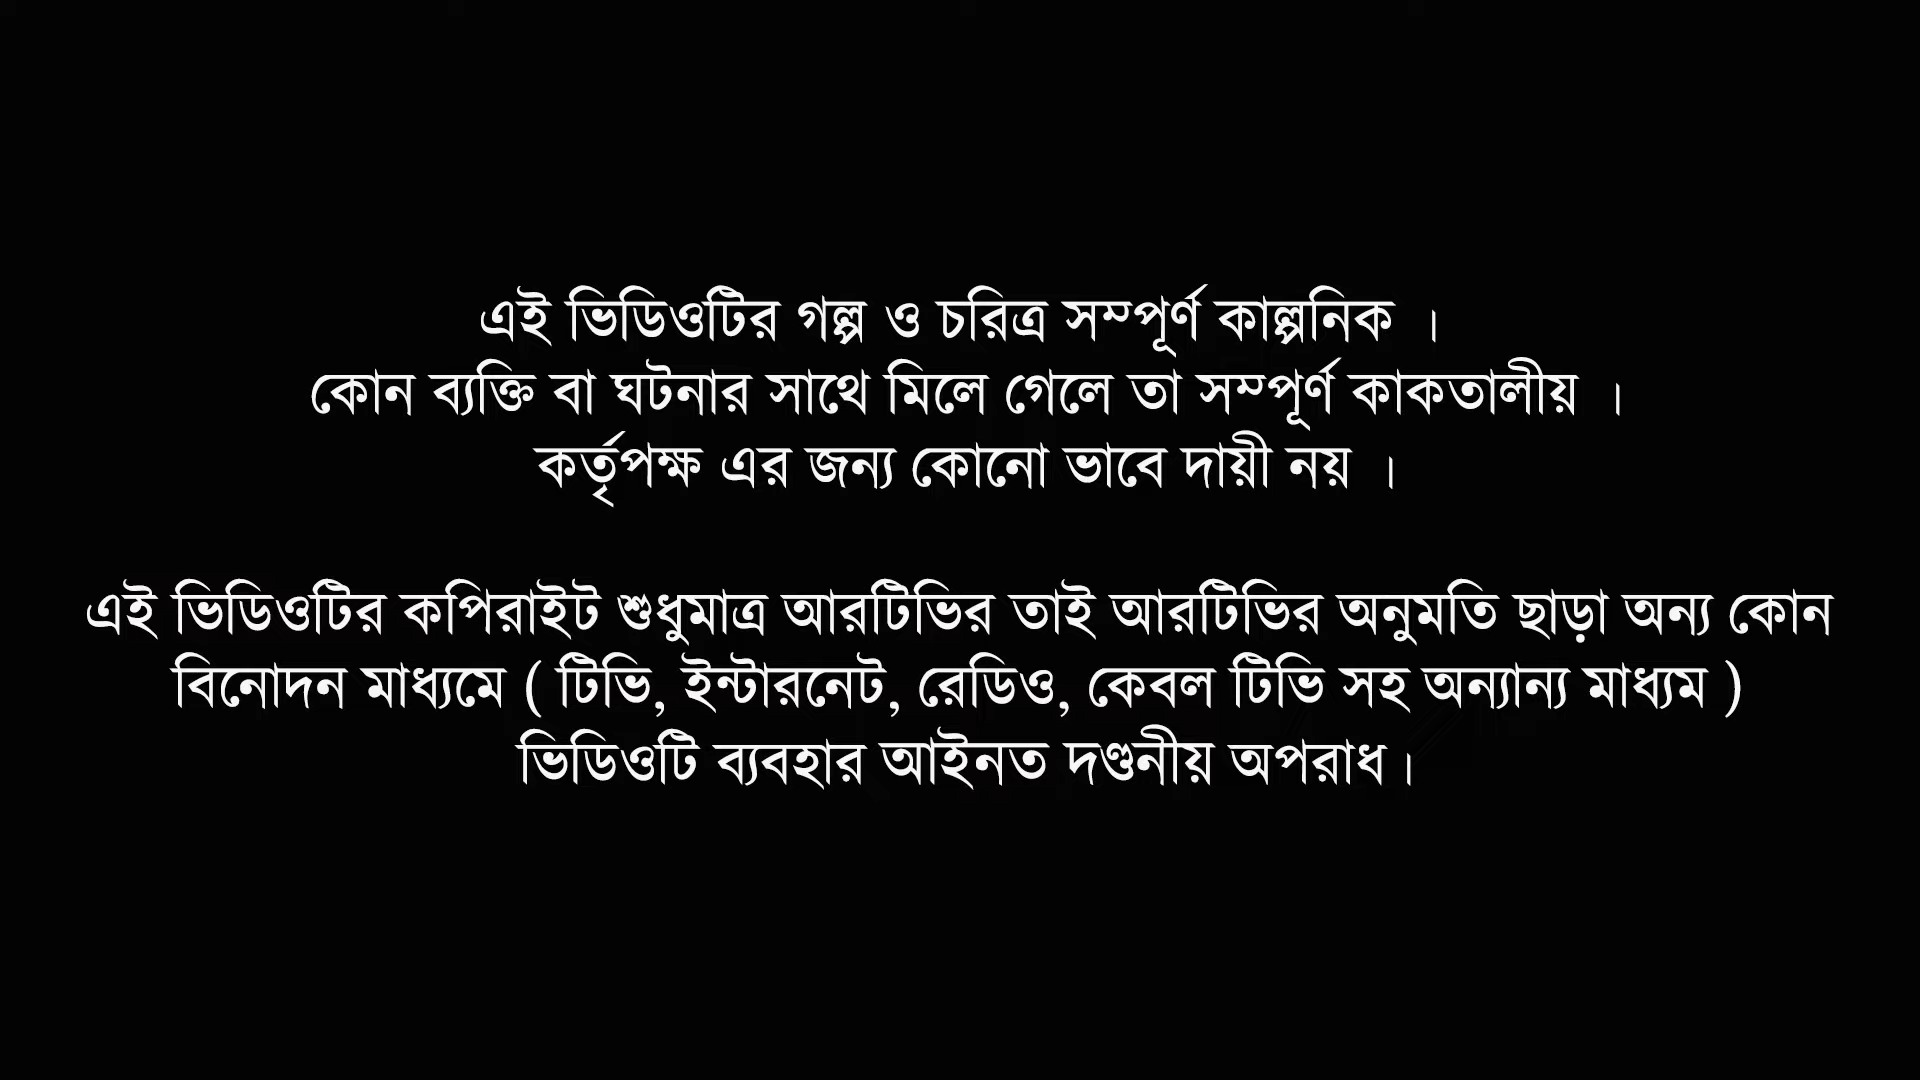 এই ভিডিওটির গল্প ও চরিত্র সম্পূর্ণ কাল্পনিক ।
কোন ব্যক্তি বা ঘটনার সাথে মিলে গেলে তা সম্পূর্ণ কাকতালীয় ।
কর্তৃপক্ষ এর জন্য কোনো ভাবে দায়ী নয় ।
এই ভিডিওটির কপিরাইট শুধুমাত্র আরটিভির তাই আরটিভির অনুমতি ছাড়া অন্য কোন
বিনোদন মাধ্যমে ( টিভি, ইন্টারনেট, রেডিও, কেবল টিভি সহ অন্যান্য মাধ্যম )
ভিডিওটি ব্যবহার আইনত দণ্ডনীয় অপরাধ।